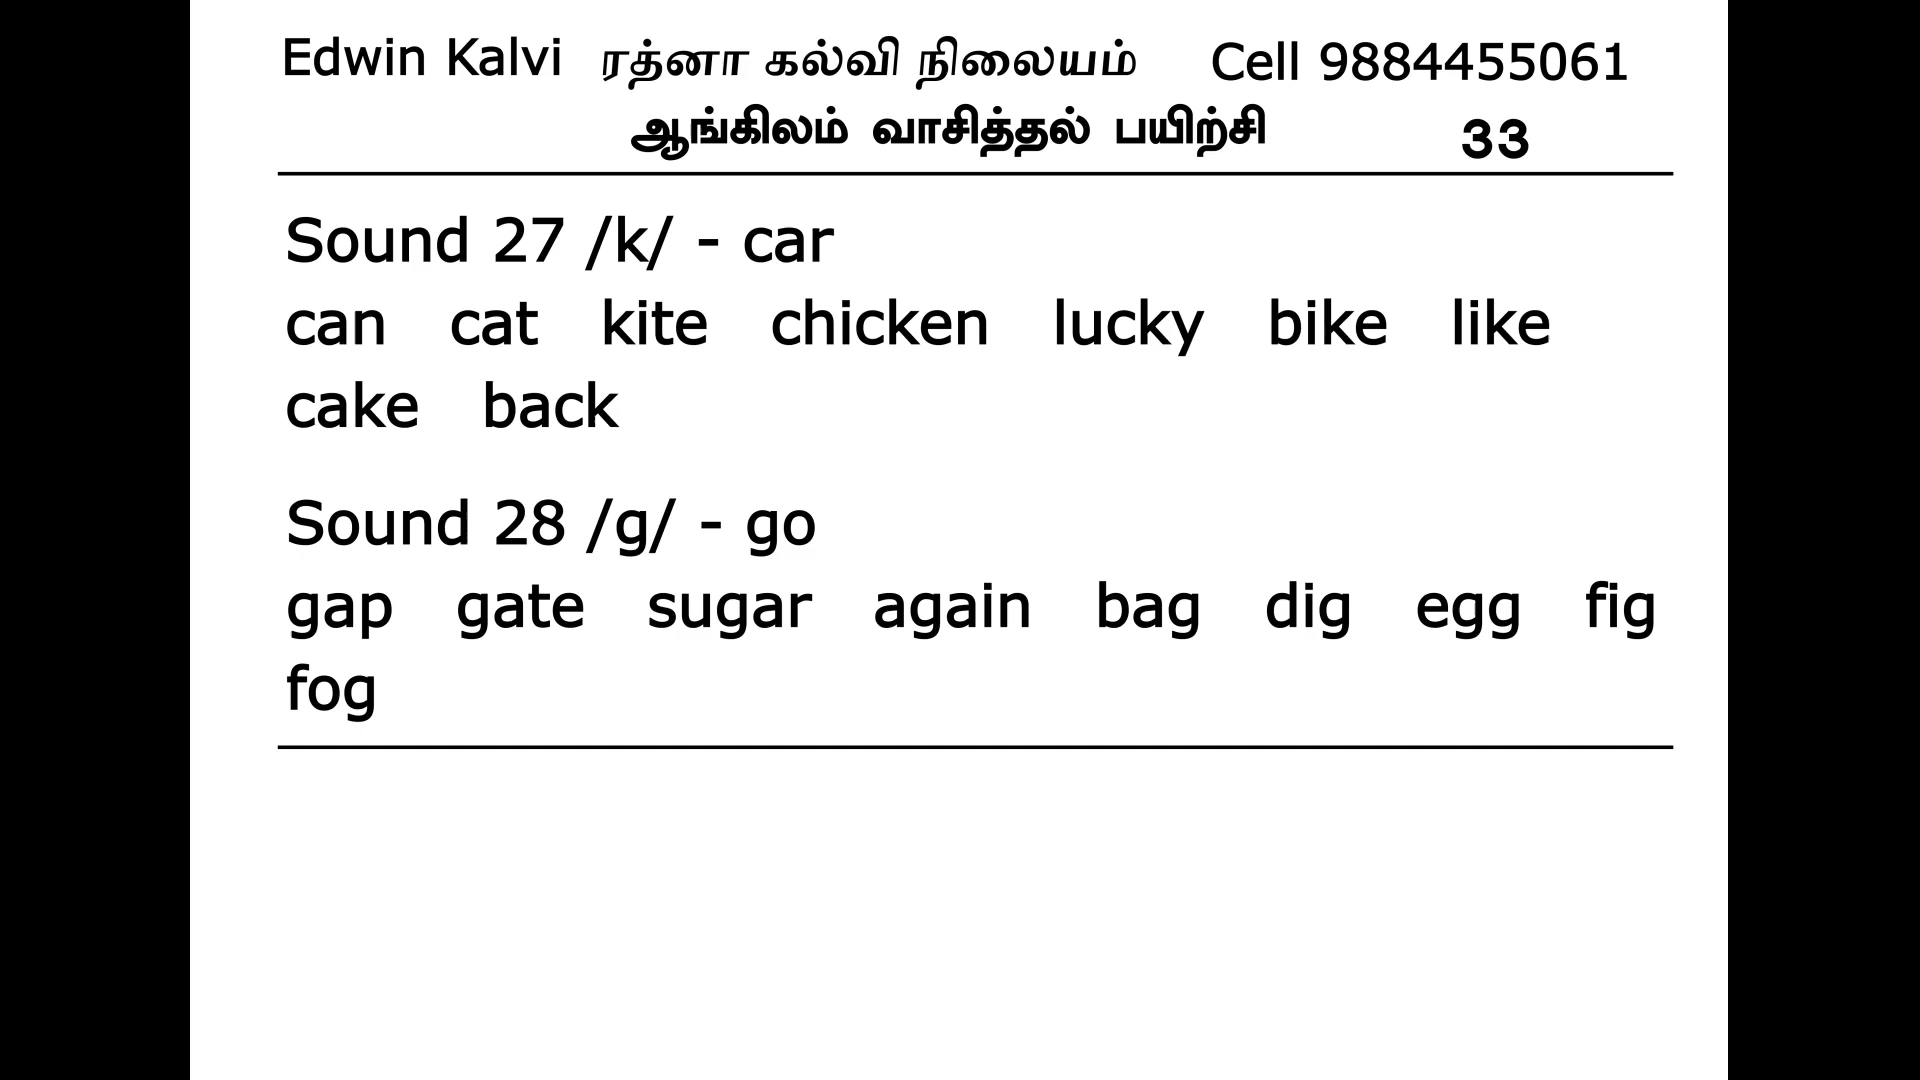 Edwin Kalvi ரத்னா கல்வி நிலையம் Cell 9884455061
ஆங்கிலம் வாசித்தல் பயிற்சி 33
Sound 27 /k/ - car
can cat kite chicken lucky bike like
cake back
Sound 28 /g/ - go
gap gate sugar again bag dig egg fig
fog